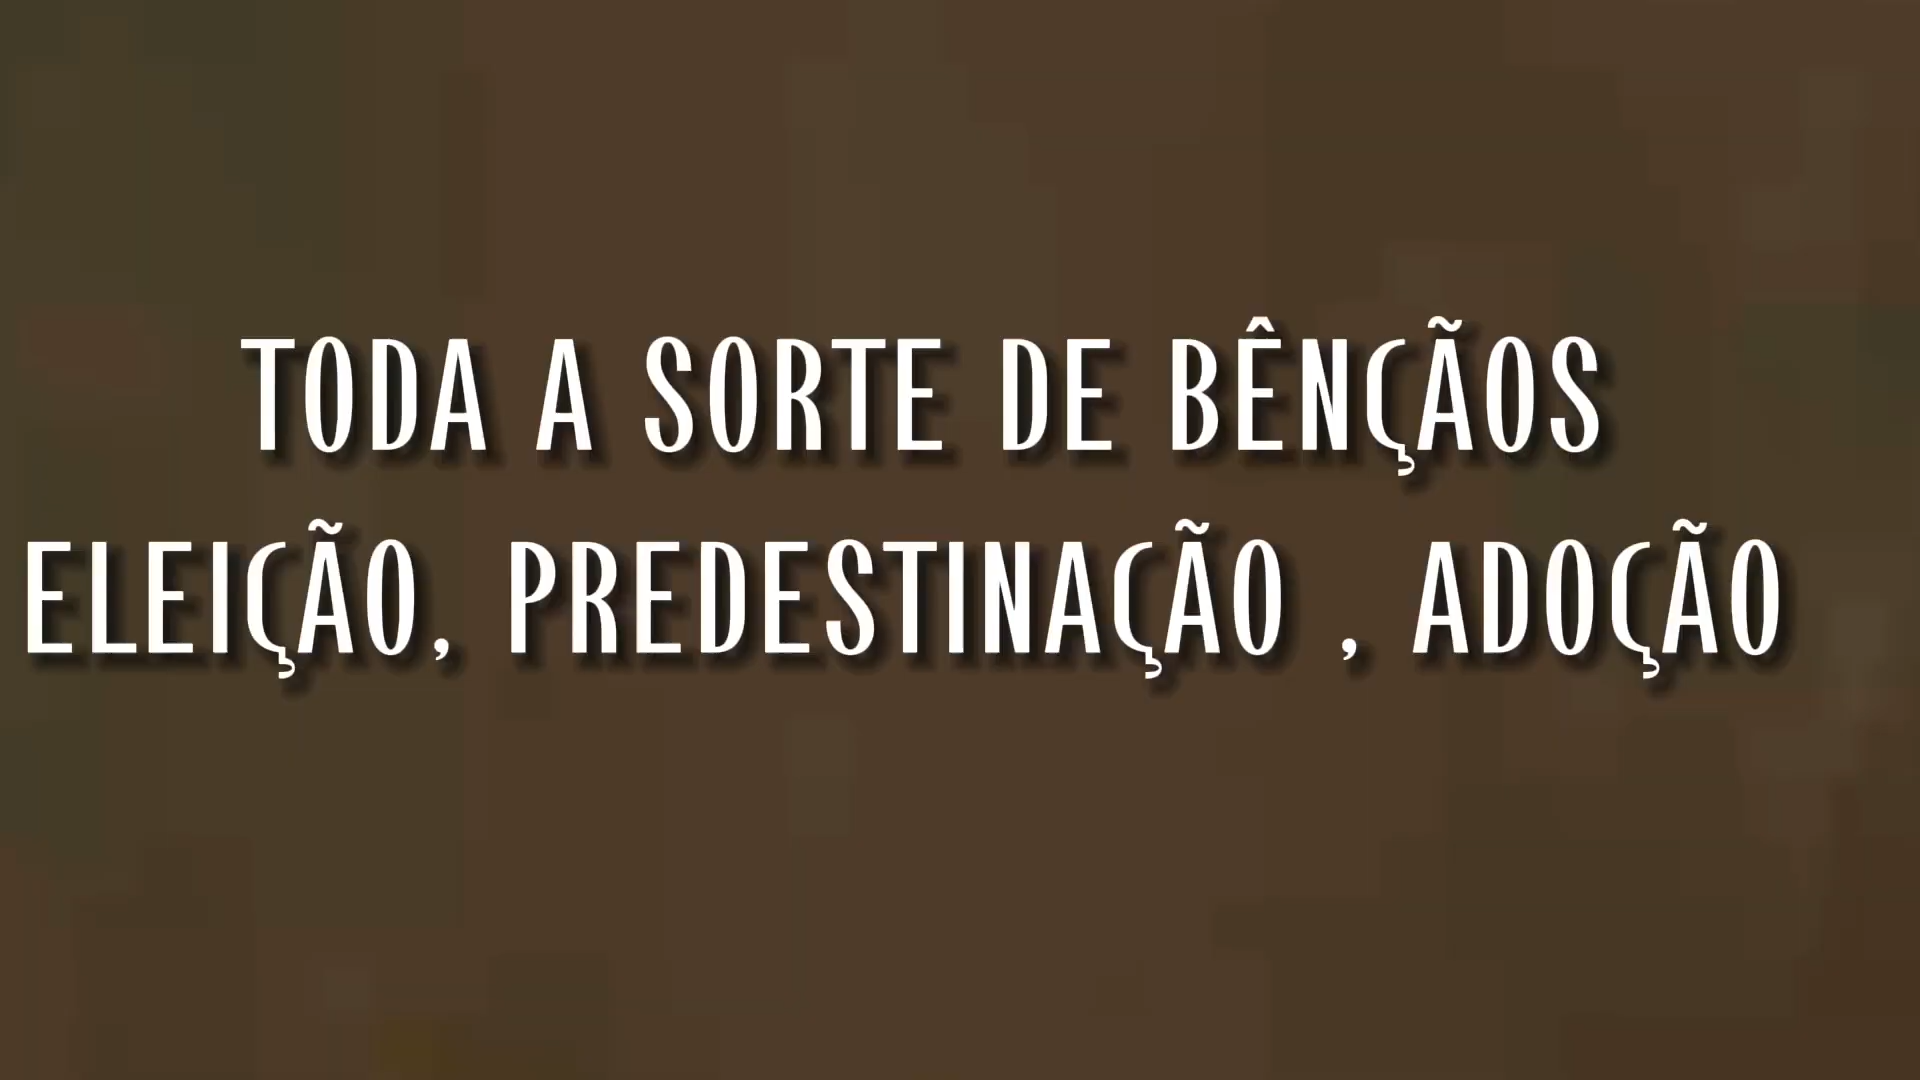 TODA A SORTE DE BÊNÇÃOS
ELEIÇÃO, PREDESTINAÇÃO , ADOÇÃO